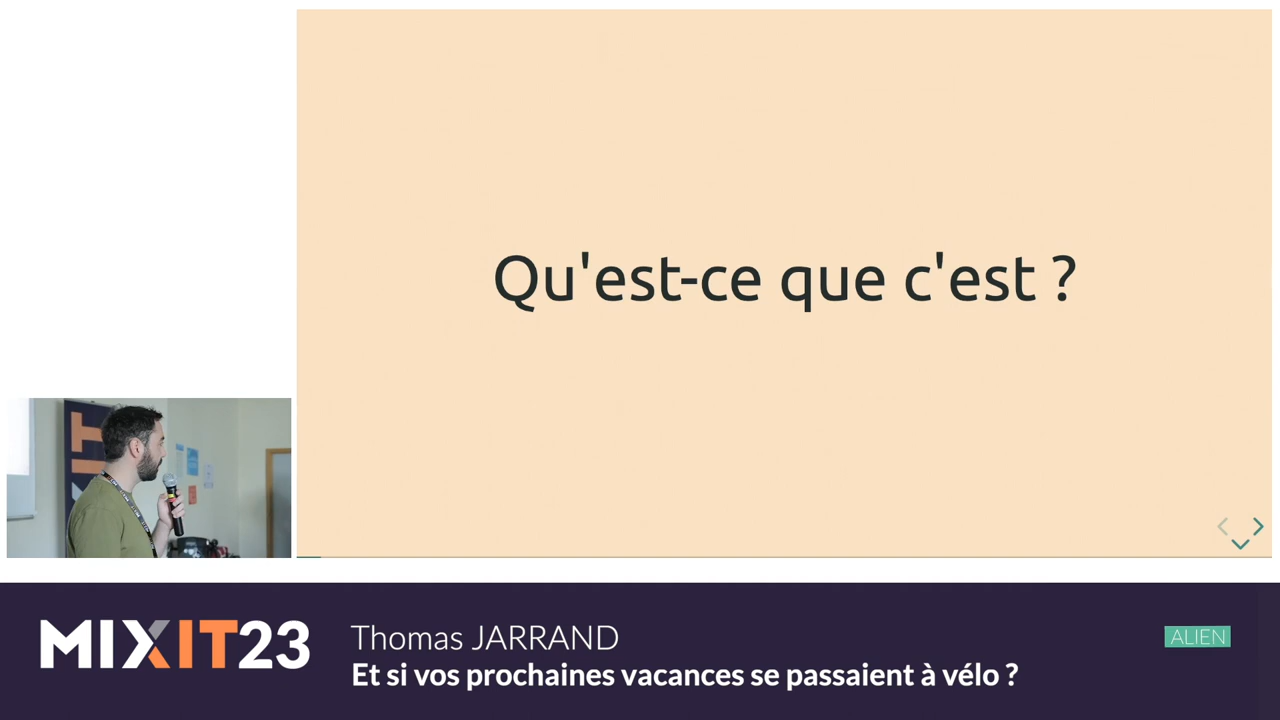 Qu'est-ce que c'est ?
MIXIT23
Thomas JARRAND
Et si vos prochaines vacances se passaient à vélo ?
ALIEN